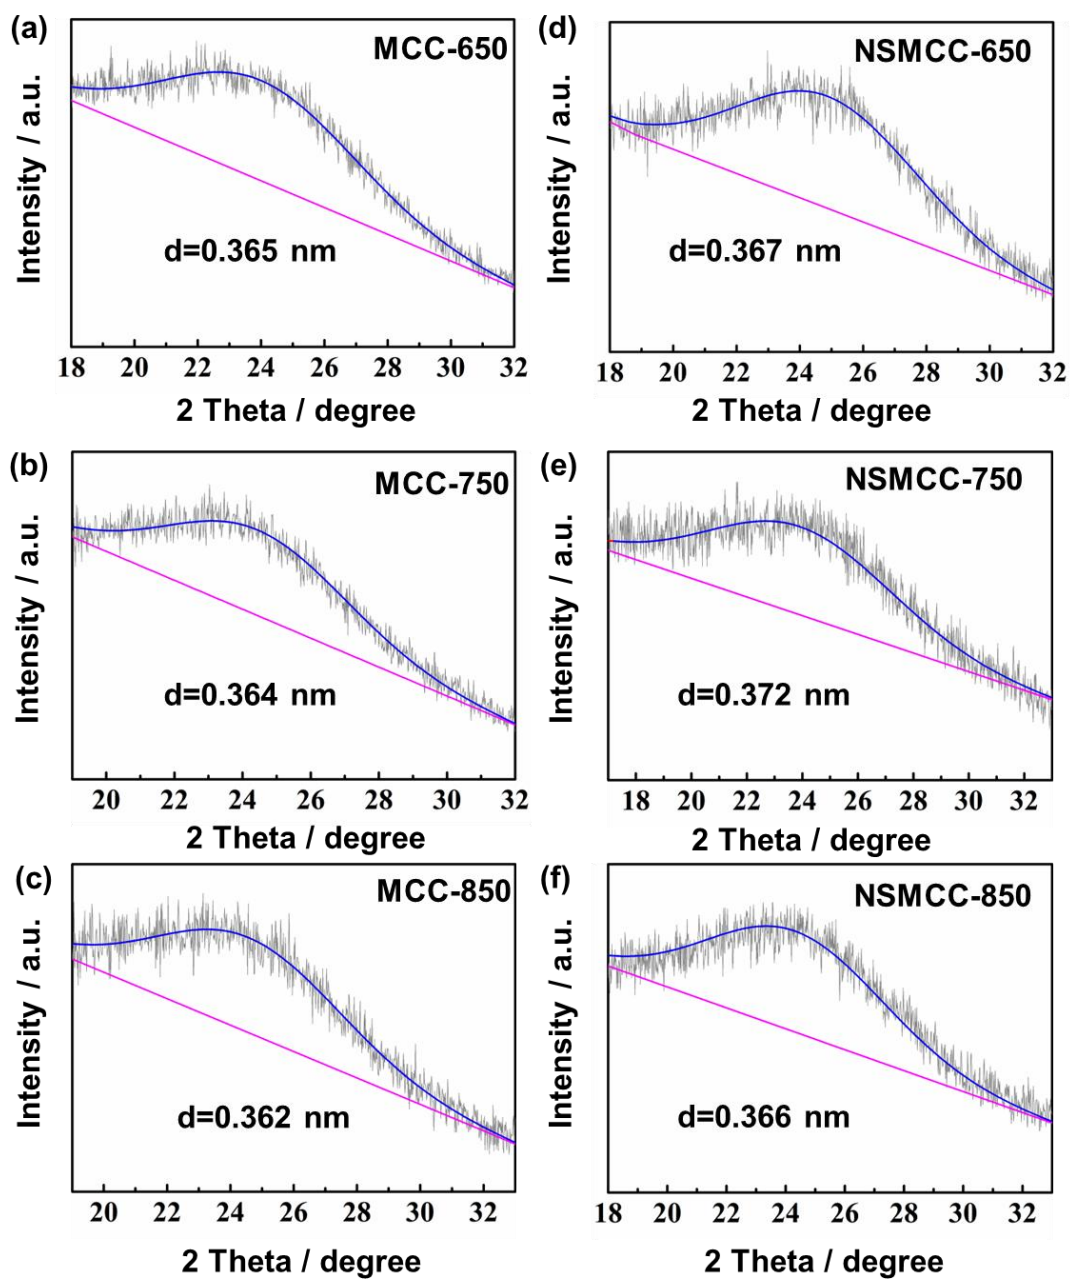 (a)
MCC-650
Intensity / a.u.
d=0.365 nm
18 20 22 24 26 28 30 32
2 Theta / degree
(d)
NSMCC-650
Intensity / a.u.
d=0.367 nm
18 20 22 24 26 28 30 32
2 Theta / degree
(b)
MCC-750
Intensity / a.u.
d=0.364 nm
20 22 24 26 28 30 32
2 Theta / degree
(e)
NSMCC-750
Intensity / a.u.
d=0.372 nm
18 20 22 24 26 28 30 32
2 Theta / degree
(c)
MCC-850
Intensity / a.u.
d=0.362 nm
20 22 24 26 28 30 32
2 Theta / degree
(f)
NSMCC-850
Intensity / a.u.
d=0.366 nm
18 20 22 24 26 28 30 32
2 Theta / degree